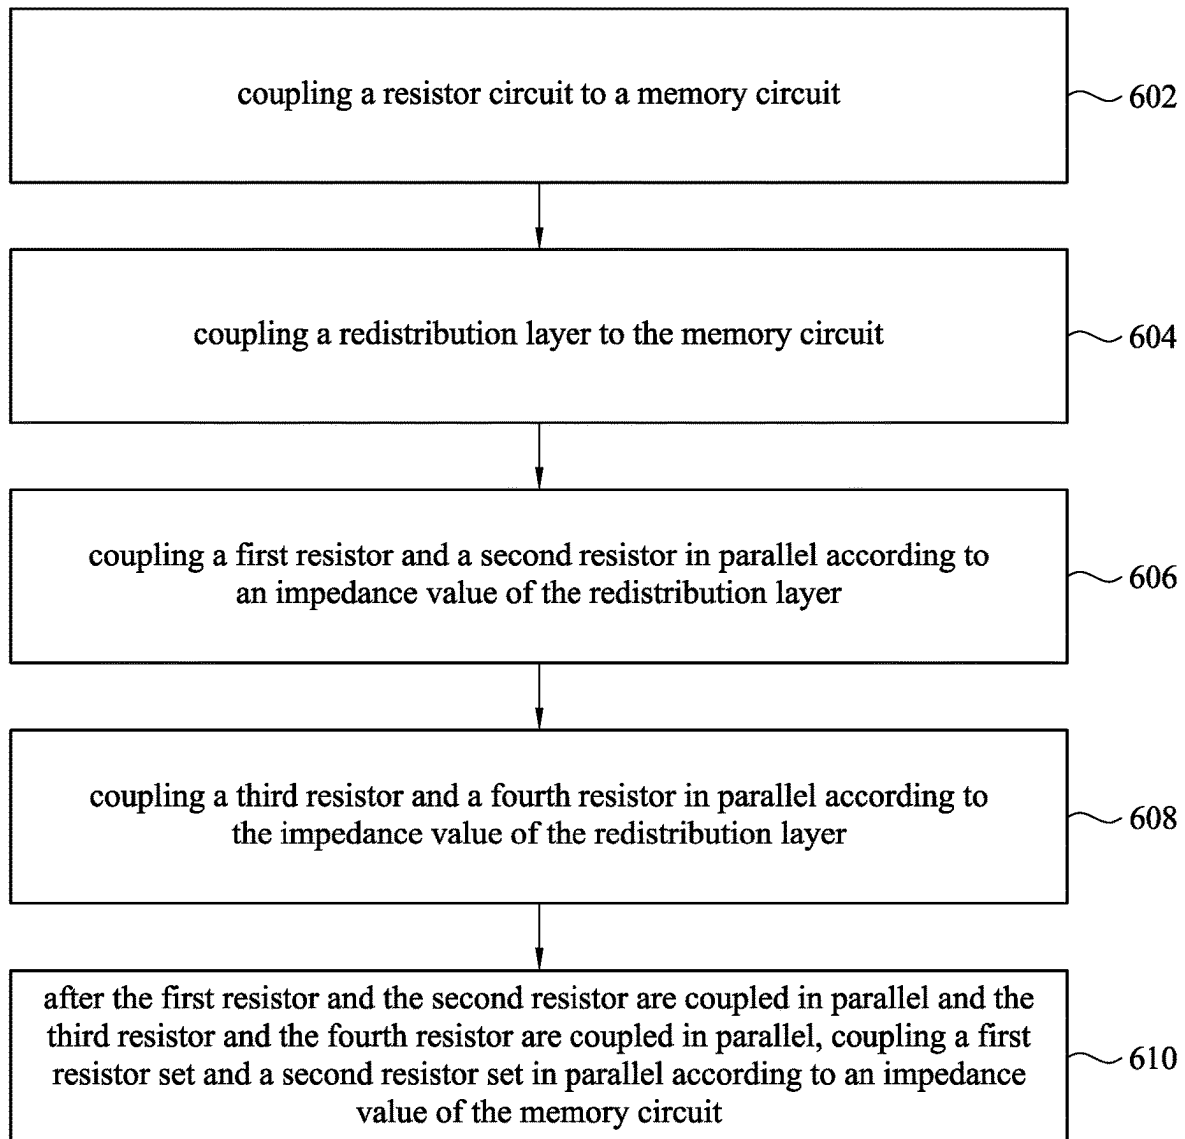 coupling a resistor circuit to a memory circuit
602
coupling a redistribution layer to the memory circuit
604
coupling a first resistor and a second resistor in parallel according to
an impedance value of the redistribution layer
606
coupling a third resistor and a fourth resistor in parallel according to
the impedance value of the redistribution layer
608
after the first resistor and the second resistor are coupled in parallel and the
third resistor and the fourth resistor are coupled in parallel, coupling a first
resistor set and a second resistor set in parallel according to an impedance
value of the memory circuit
610